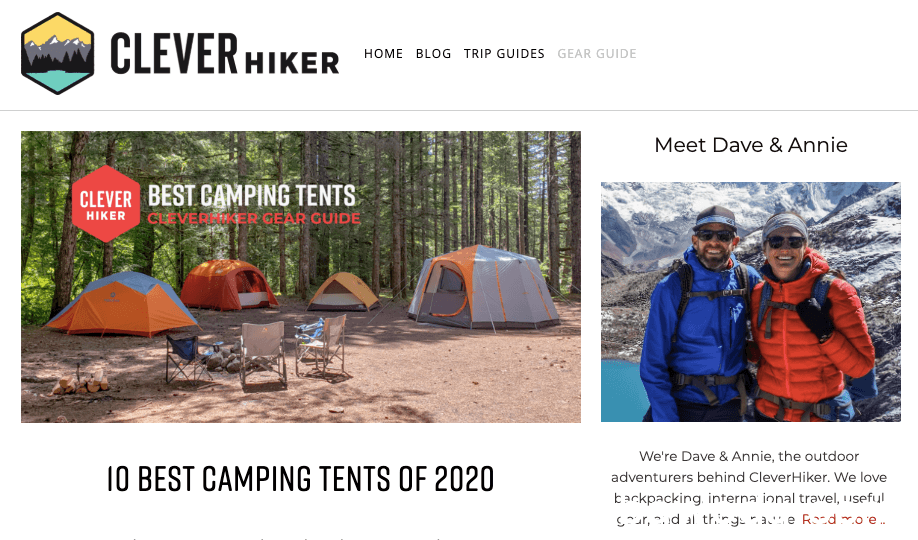 CLEVER HIKER
HOME BLOG TRIP GUIDES GEAR GUIDE
CLEVER
HIKER
BEST CAMPING TENTS
CLEVERHIKER GEAR GUIDE
10 BEST CAMPING TENTS OF 2020
Meet Dave & Annie
We're Dave & Annie, the outdoor
adventurers behind CleverHiker. We love
backpacking, international travel, useful
gear, and all things nature. Read more...